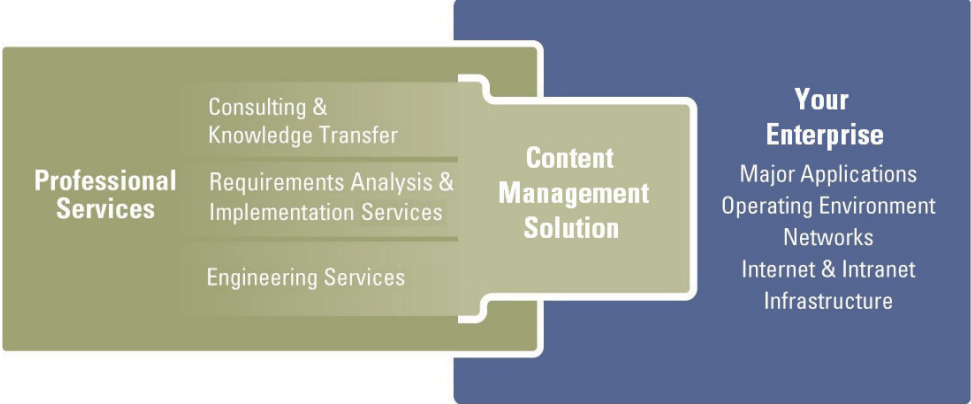 Professional
Services
Consulting &
Knowledge Transfer
Requirements Analysis &
Implementation Services
Engineering Services
Content
Management
Solution
Your
Enterprise
Major Applications
Operating Environment
Networks
Internet & Intranet
Infrastructure